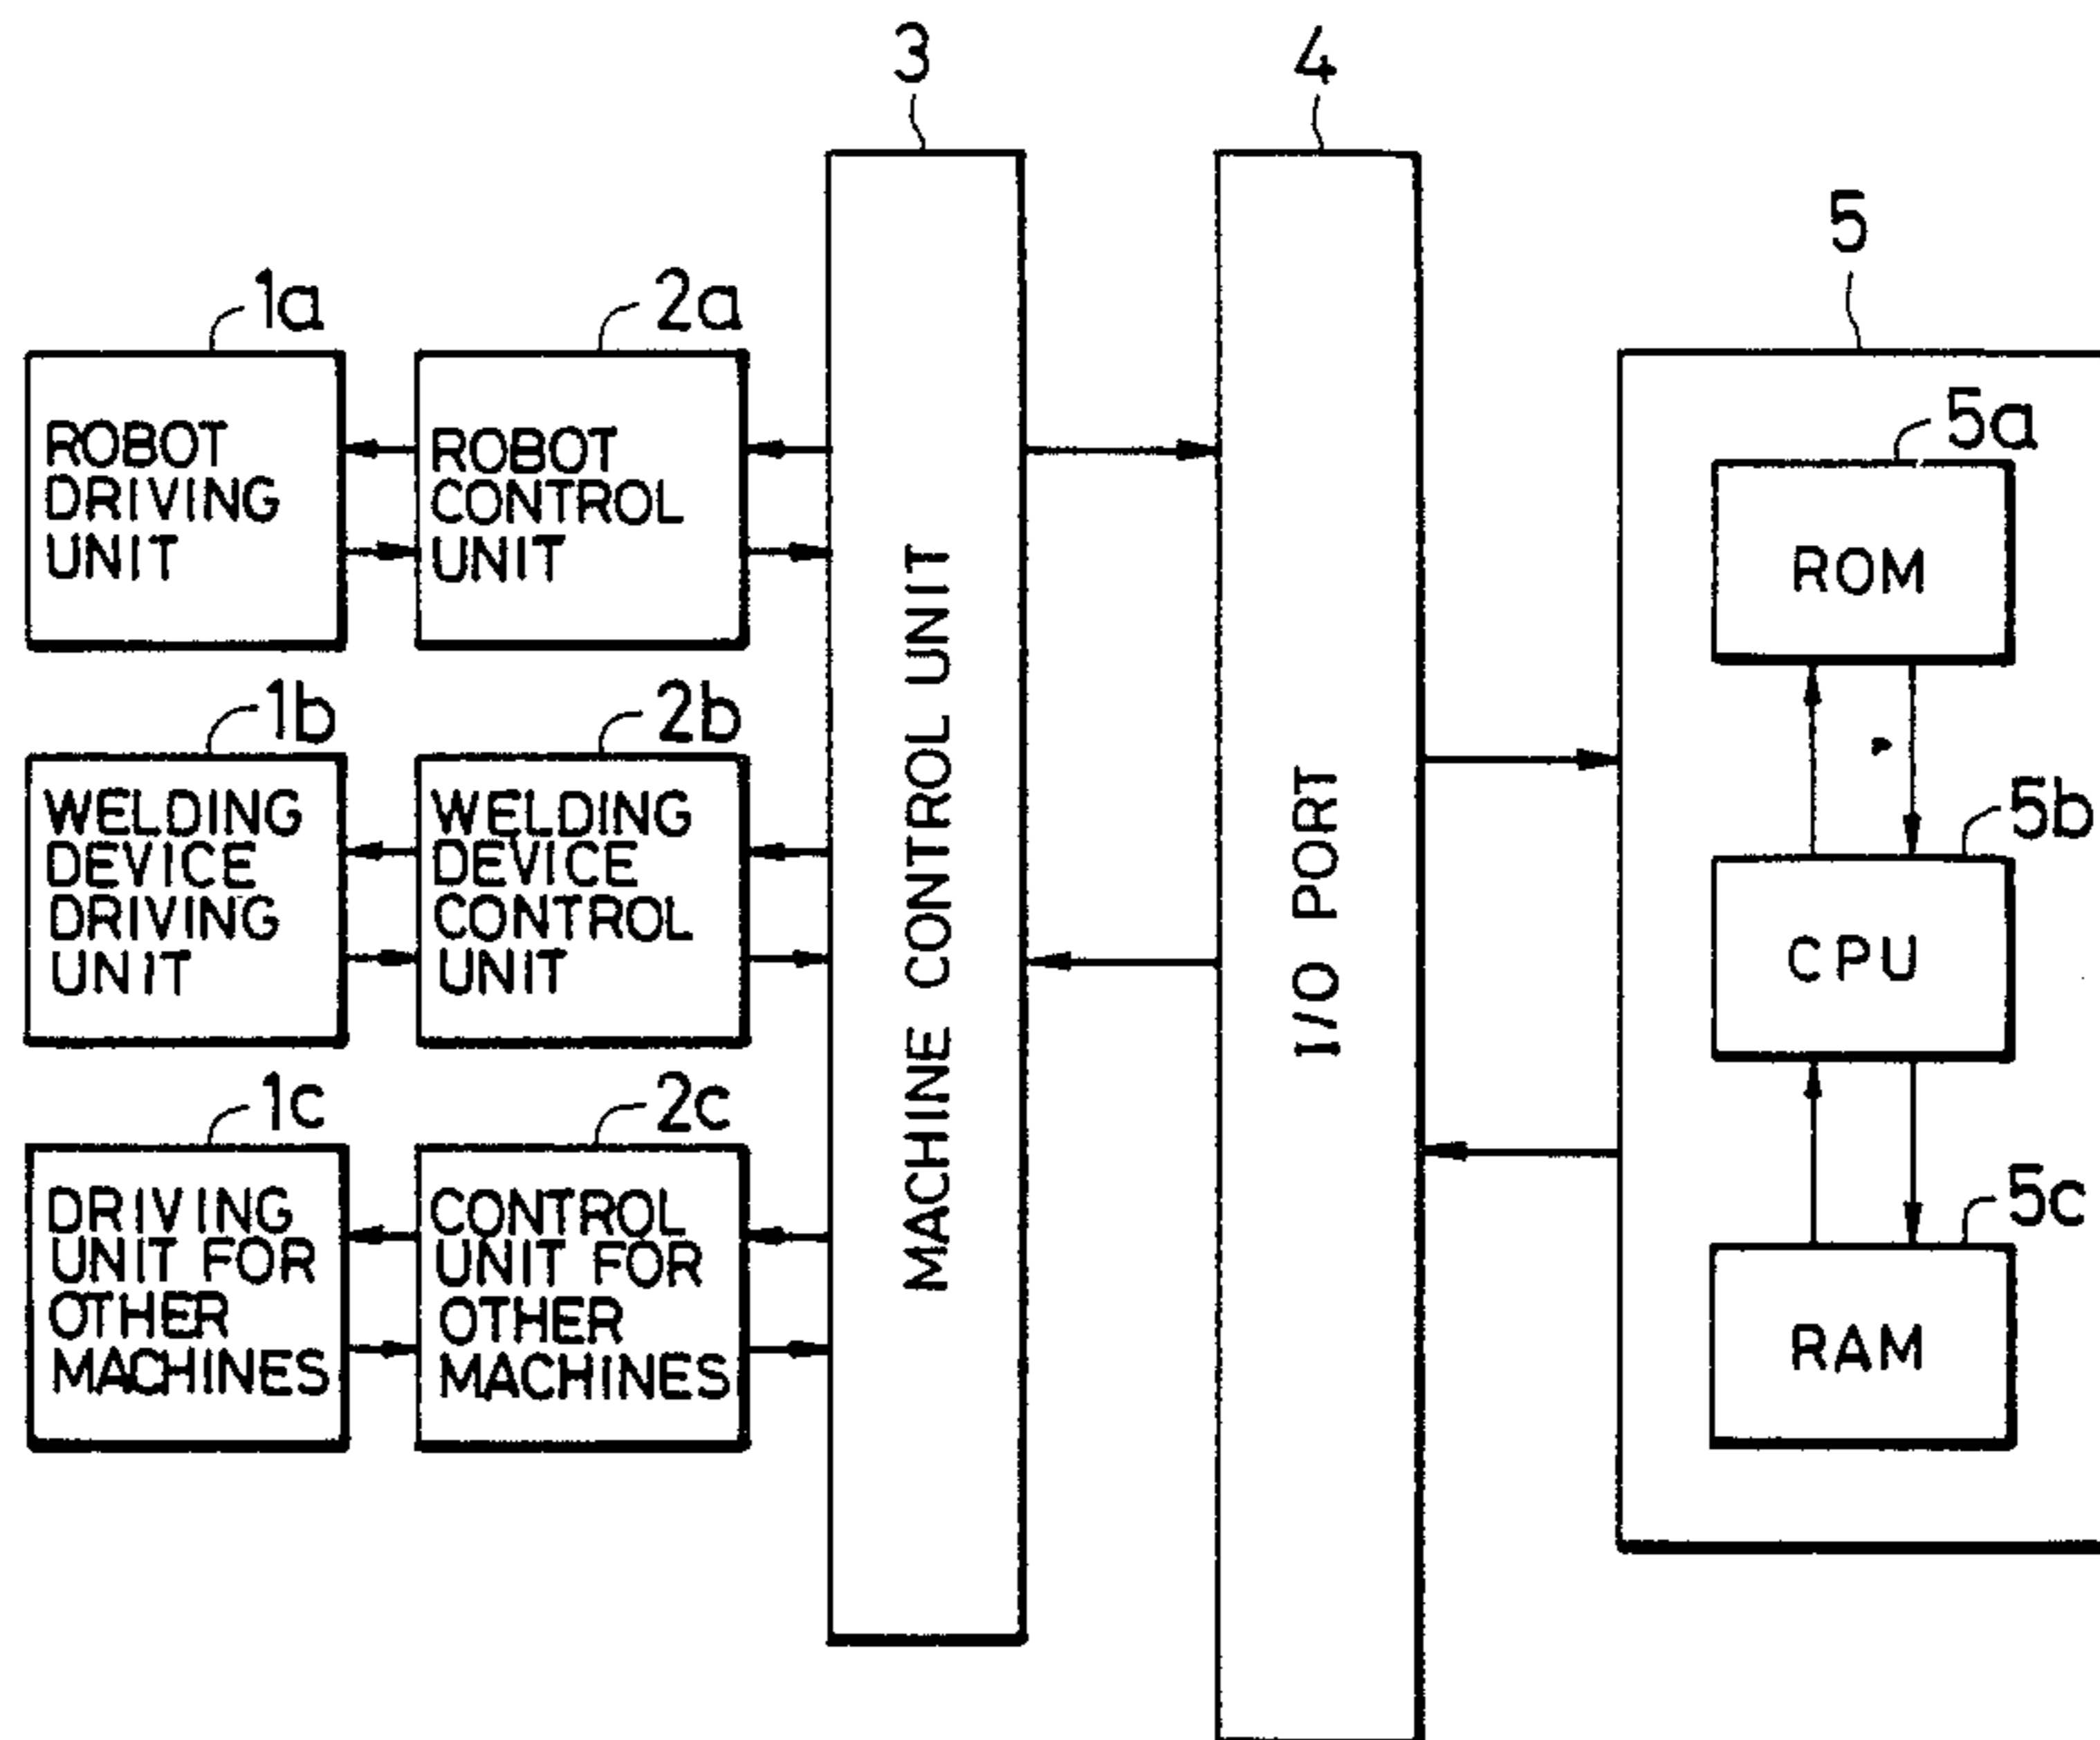 3
4
5
1a
2a
ROBOT
DRIVING
UNIT
ROBOT
CONTROL
UNIT
1b
2b
WELDING
DEVICE
DRIVING
UNIT
WELDING
DEVICE
CONTROL
UNIT
1c
2c
DRIVING
UNIT FOR
OTHER
MACHINES
CONTROL
UNIT FOR
OTHER
MACHINES
MACHINE CONTROL UNIT
I/O PORT
5a
ROM
5b
CPU
5c
RAM